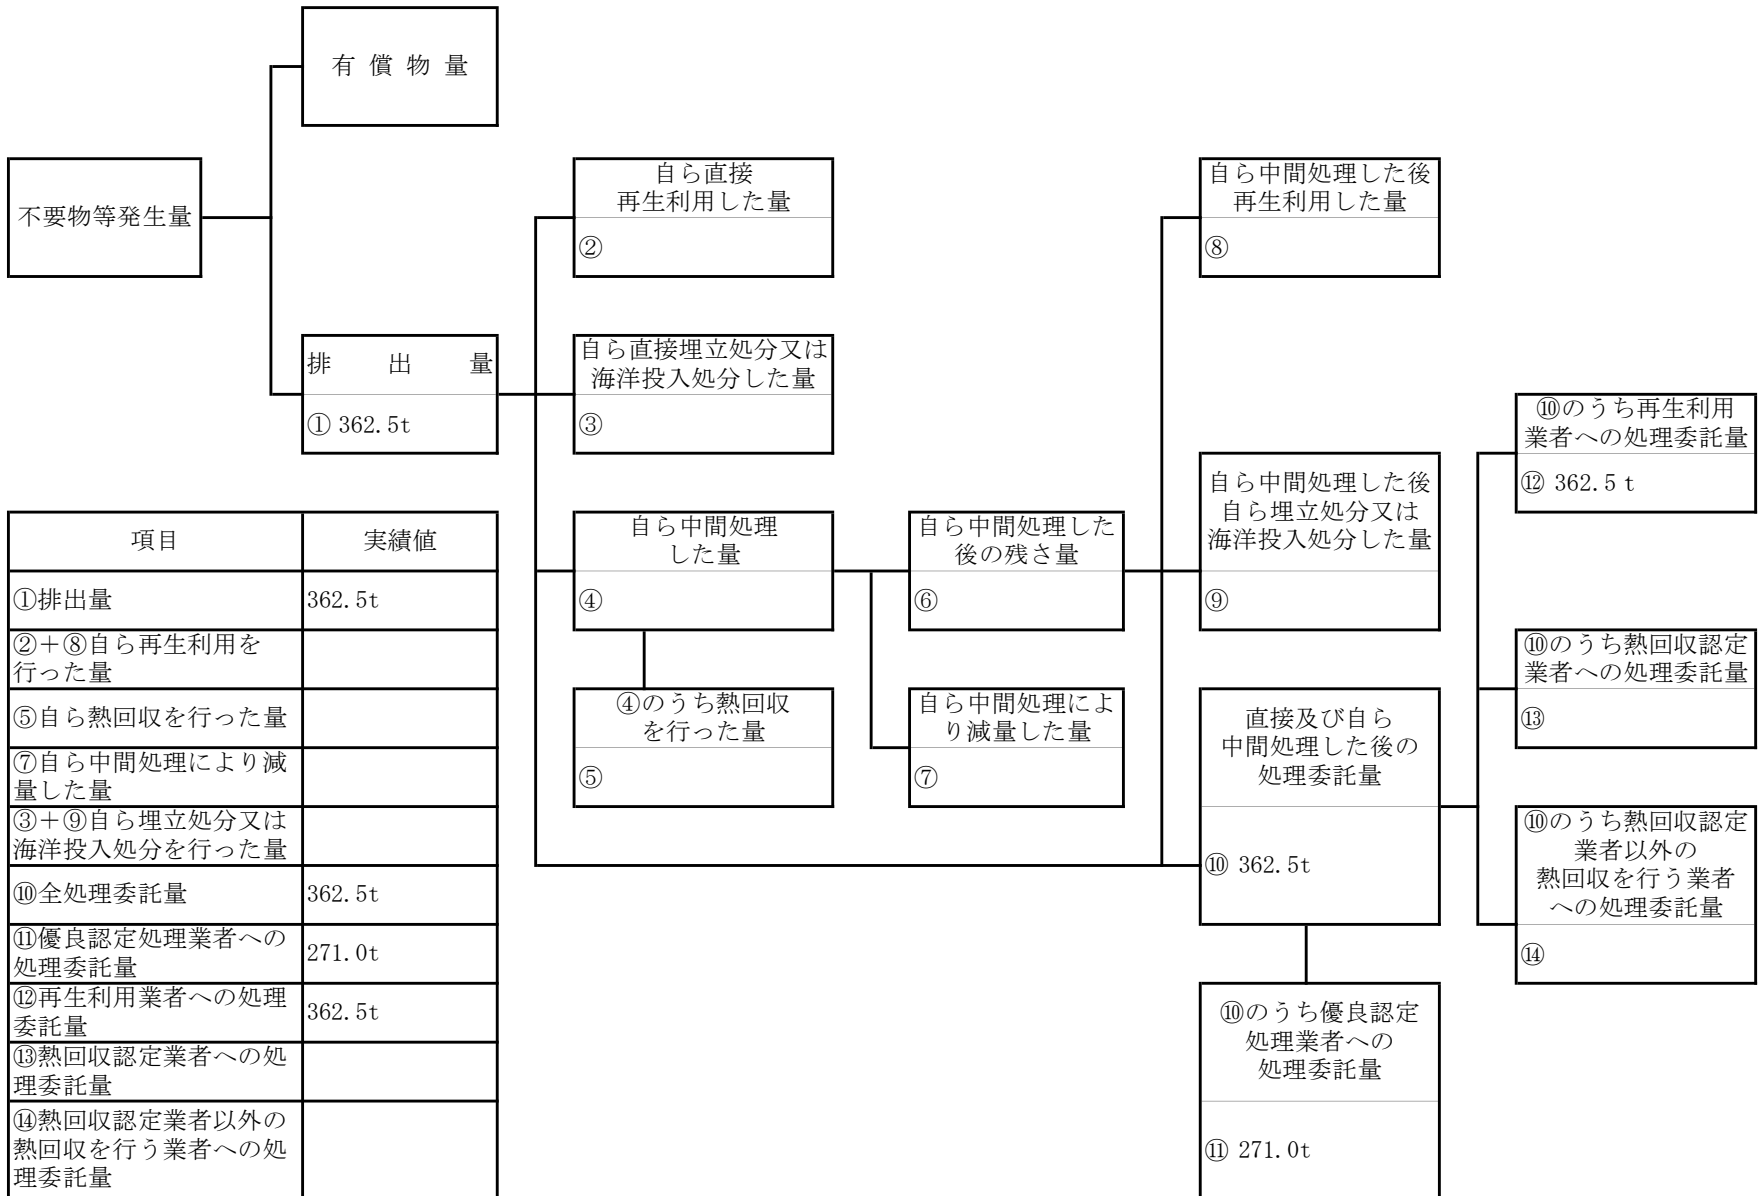 有 償 物 量
不要物等発生量
排 出 量
① 362.5t
自ら直接
再生利用した量
②
自ら直接埋立処分又は
海洋投入処分した量
③
自ら中間処理
した量
④
④のうち熱回収
を行った量
⑤
自ら中間処理した
後の残さ量
⑥
自ら中間処理によ
り減量した量
⑦
自ら中間処理した後
再生利用した量
⑧
自ら中間処理した後
自ら埋立処分又は
海洋投入処分した量
⑨
直接及び自ら
中間処理した後の
処理委託量
⑩ 362.5t
⑩のうち優良認定
処理業者への
処理委託量
⑪ 271.0t
⑩のうち再生利用
業者への処理委託量
⑫ 362.5 t
⑩のうち熱回収認定
業者への処理委託量
⑬
⑩のうち熱回収認定
業者以外の
熱回収を行う業者
への処理委託量
⑭
項目 実績値
①排出量 362.5t
②＋⑧自ら再生利用を
行った量
⑤自ら熱回収を行った量
⑦自ら中間処理により減
量した量
③＋⑨自ら埋立処分又は
海洋投入処分を行った量
⑩全処理委託量 362.5t
⑪優良認定処理業者への
処理委託量 271.0t
⑫再生利用業者への処理
委託量 362.5t
⑬熱回収認定業者への処
理委託量
⑭熱回収認定業者以外の
熱回収を行う業者への処
理委託量